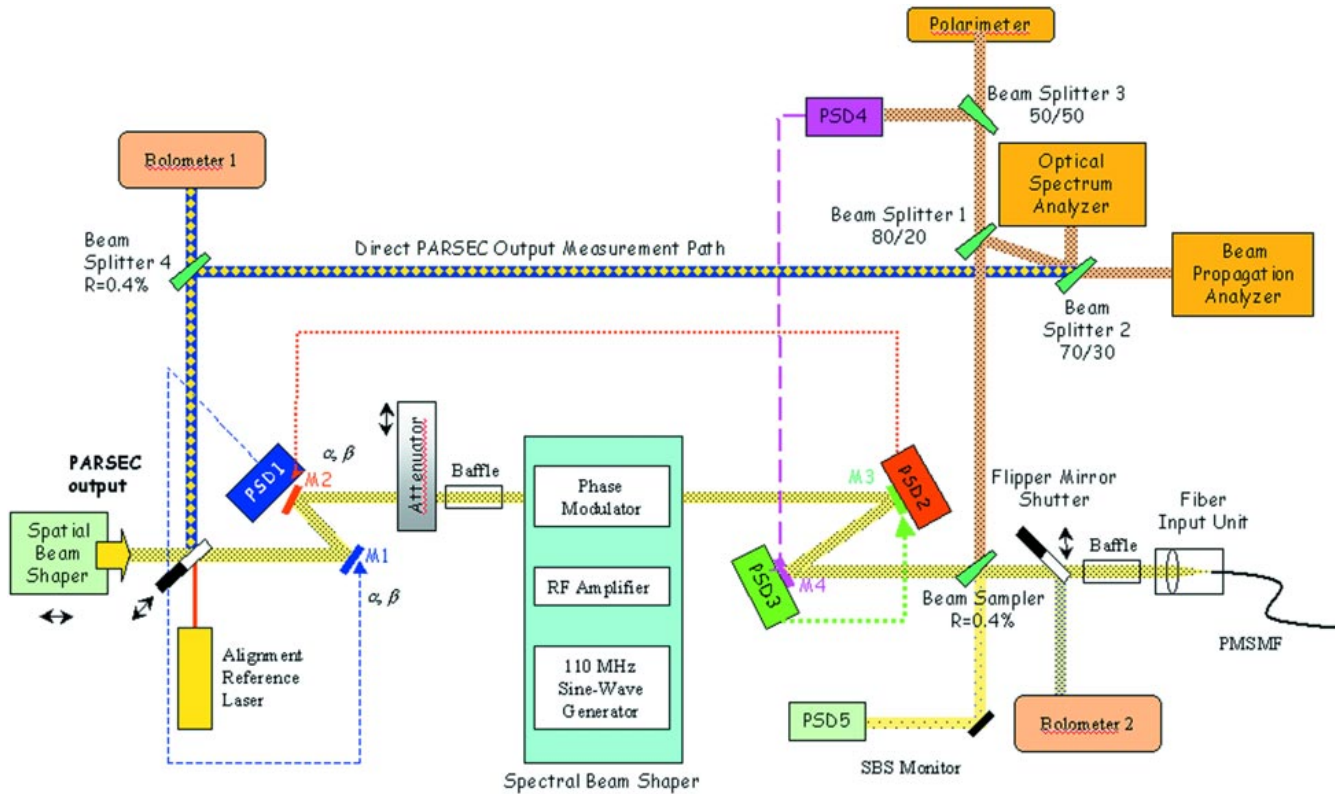 Polarimeter
PSD4
Beam Splitter 3
50/50
Bolometer 1
Optical
Spectrum
Analyzer
Beam
Splitter 4
R=0.4%
Direct PARSEC Output Measurement Path
Beam Splitter 1
80/20
Beam
Propagation
Analyzer
Beam
Splitter 2
70/30
PARSEC
output
Spatial
Beam
Shaper
PSD1
M2
α, β
Attenuator
Baffle
M1
α, β
Alignment
Reference
Laser
Phase
Modulator
RF Amplifier
110 MHz
Sine-Wave
Generator
Spectral Beam Shaper
M3
PSD2
PSD3
M4
Flipper Mirror
Shutter
Baffle
Fiber
Input Unit
Beam Sampler
R=0.4%
PMSMF
PSD5
SBS Monitor
Bolometer 2